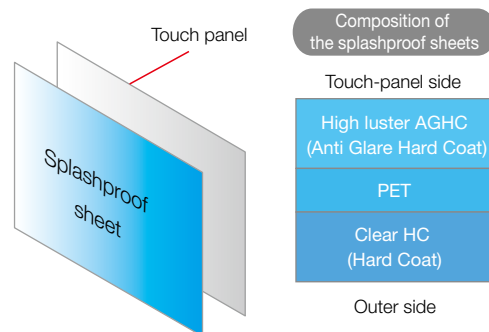 Touch panel
Splashproof
sheet
Composition of
the splashproof sheets
Touch-panel side
High luster AGHC
(Anti Glare Hard Coat)
PET
Clear HC
(Hard Coat)
Outer side